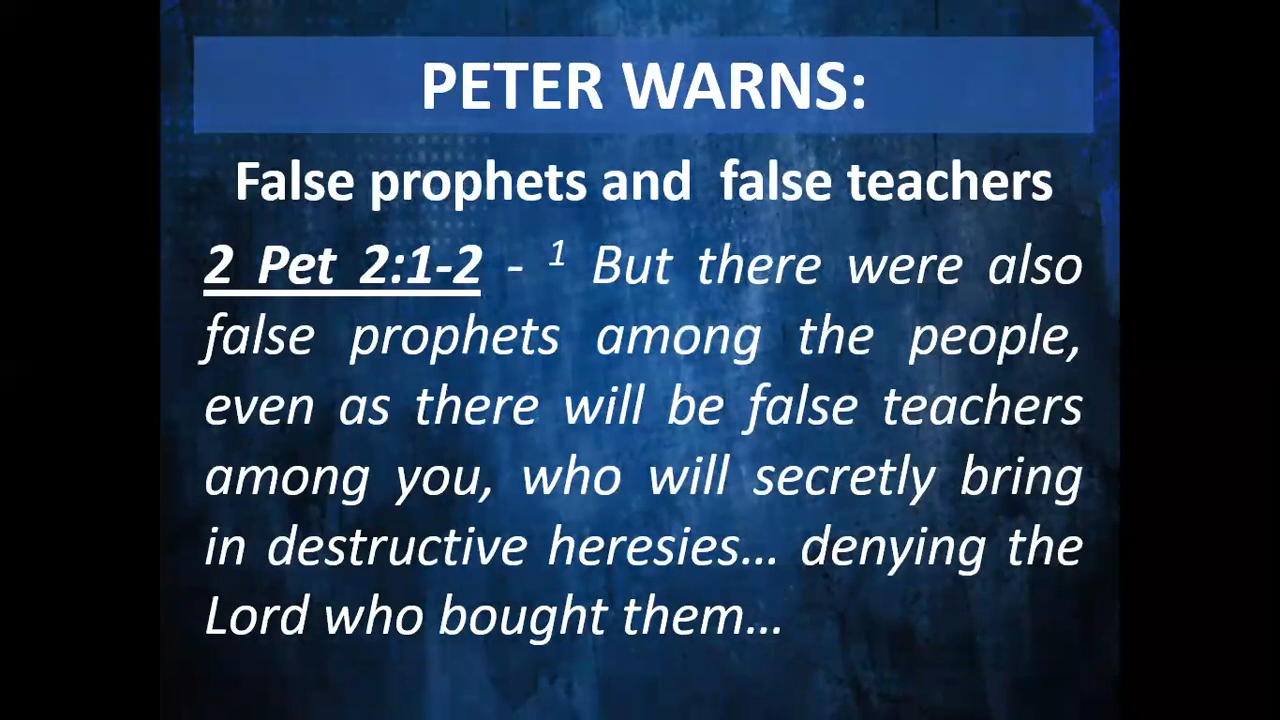 PETER WARNS:
False prophets and false teachers
2 Pet 2:1-2 - 1 But there were also
false prophets among the people,
even as there will be false teachers
among you, who will secretly bring
in destructive heresies… denying the
Lord who bought them…